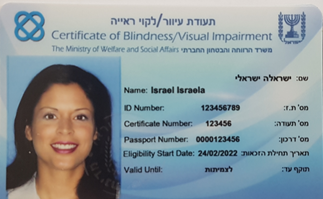 תעודת עיוור/לקוי ראייה
Certificate of Blindness/Visual Impairment
The Ministry of Welfare and Social Affairs משרד הרווחה והבטחון החברתי
שם: ישראלה ישראלי
Name: Israel Israela
ID Number: 123456789 מס' ת.ז:
Certificate Number: 123456 מס' תעודה:
Passport Number: 0000123456 מס' דרכון:
Eligibility Start Date: 24/02/2022 תאריך תחילת הזכאות:
Valid Until: לצמיתות תוקף עד: